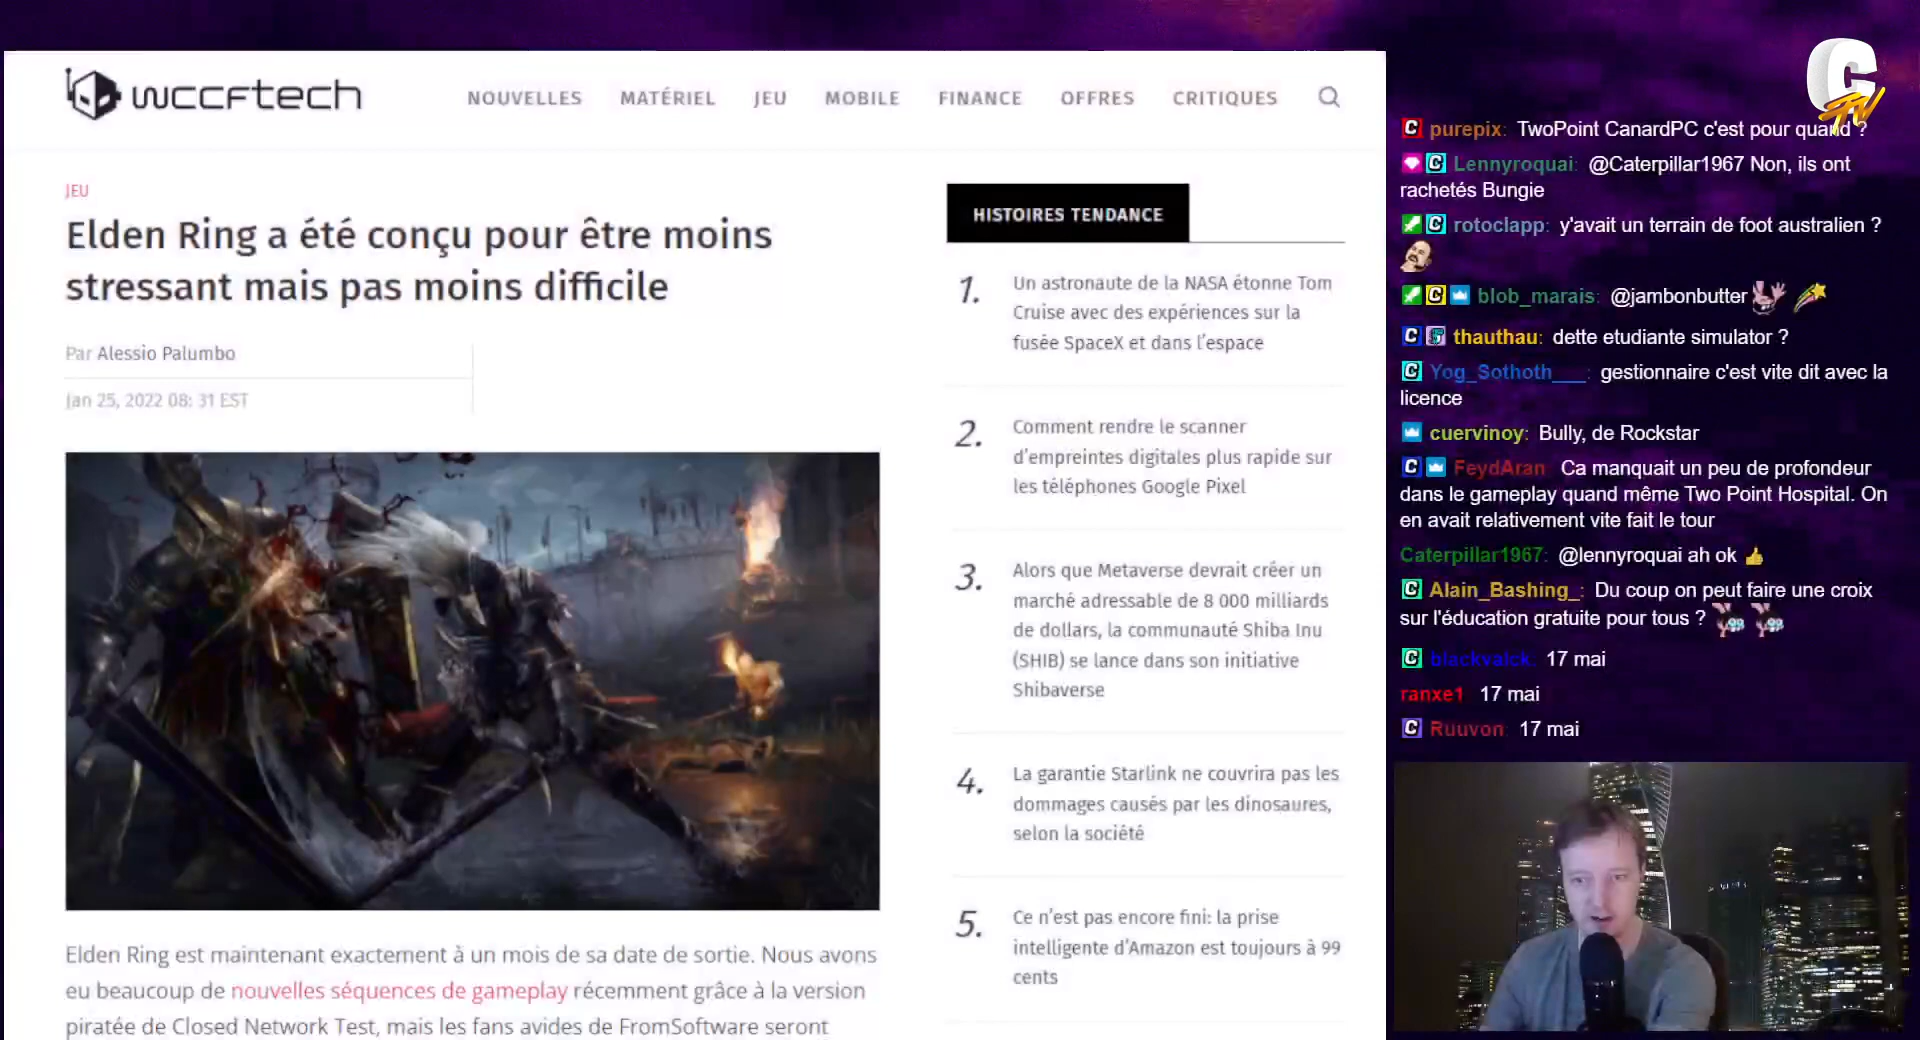 wccftech
NOUVELLES MATÉRIEL JEU MOBILE FINANCE OFFRES CRITIQUES
JEU
Elden Ring a été conçu pour être moins
stressant mais pas moins difficile
Par Alessio Palumbo
Jan 25, 2022 08: 31 EST
Elden Ring est maintenant exactement à un mois de sa date de sortie. Nous avons
eu beaucoup de nouvelles séquences de gameplay récemment grâce à la version
piratée de Closed Network Test, mais les fans avides de FromSoftware seront
HISTOIRES TENDANCE
1. Un astronaute de la NASA étonne Tom
Cruise avec des expériences sur la
fusée SpaceX et dans l'espace
2. Comment rendre le scanner
d'empreintes digitales plus rapide sur
les téléphones Google Pixel
3. Alors que Metaverse devrait créer un
marché adressable de 8 000 milliards
de dollars, la communauté Shiba Inu
(SHIB) se lance dans son initiative
Shibaverse
4. La garantie Starlink ne couvrira pas les
dommages causés par les dinosaures,
selon la société
5. Ce n'est pas encore fini: la prise
intelligente d'Amazon est toujours à 99
cents
C TV
purepix: TwoPoint CanardPC c'est pour quand ?
Lennyroquai: @Caterpillar1967 Non, ils ont
rachetés Bungie
rotoclapp: y'avait un terrain de foot australien ?
blob_marais: @jambonbutter
thauthau: dette etudiante simulator ?
Yog_Sothoth___: gestionnaire c'est vite dit avec la
licence
cuervinoy: Bully, de Rockstar
FeydAran: Ca manquait un peu de profondeur
dans le gameplay quand même Two Point Hospital. On
en avait relativement vite fait le tour
Caterpillar1967: @lennyroquai ah ok
Alain_Bashing_: Du coup on peut faire une croix
sur l'éducation gratuite pour tous ?
blackvalck: 17 mai
ranxe1: 17 mai
Ruuvon: 17 mai